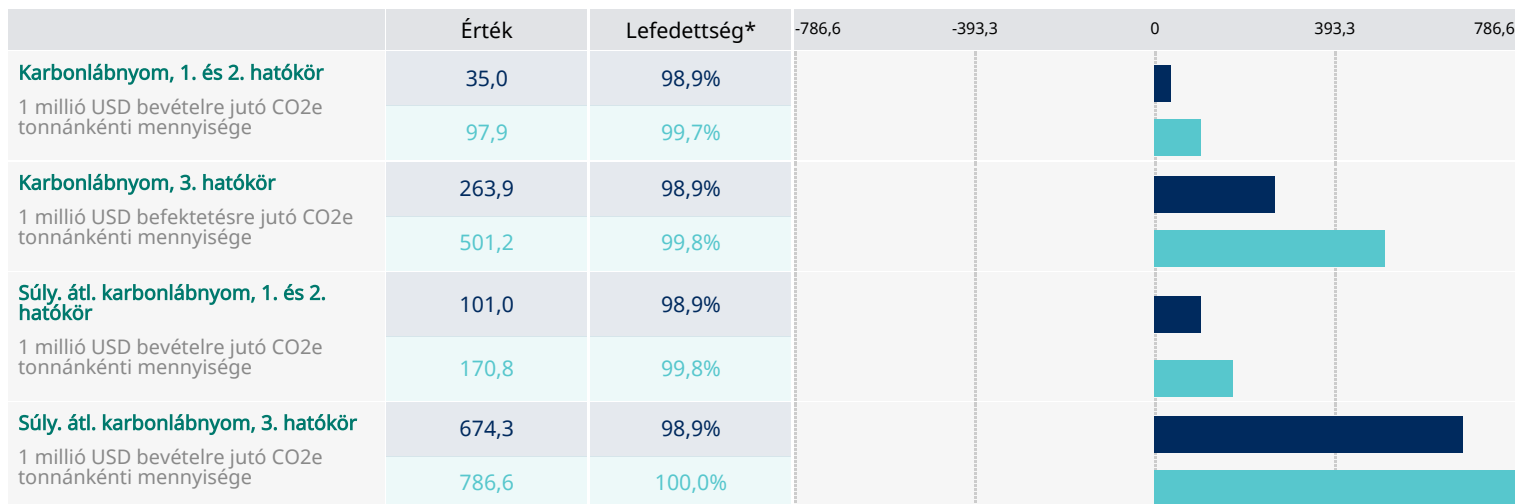 Érték Lefedettség* -786,6 -393,3 0 393,3 786,6
Karbonlábnyom, 1. és 2. hatókör
35,0 98,9%
1 millió USD bevételre jutó CO2e
tonnánkénti mennyisége
97,9 99,7%
Karbonlábnyom, 3. hatókör
263,9 98,9%
1 millió USD befektetésre jutó CO2e
tonnánkénti mennyisége
501,2 99,8%
Súly. átl. karbonlábnyom, 1. és 2.
hatókör
101,0 98,9%
1 millió USD bevételre jutó CO2e
tonnánkénti mennyisége
170,8 99,8%
Súly. átl. karbonlábnyom, 3. hatókör
674,3 98,9%
1 millió USD bevételre jutó CO2e
tonnánkénti mennyisége
786,6 100,0%